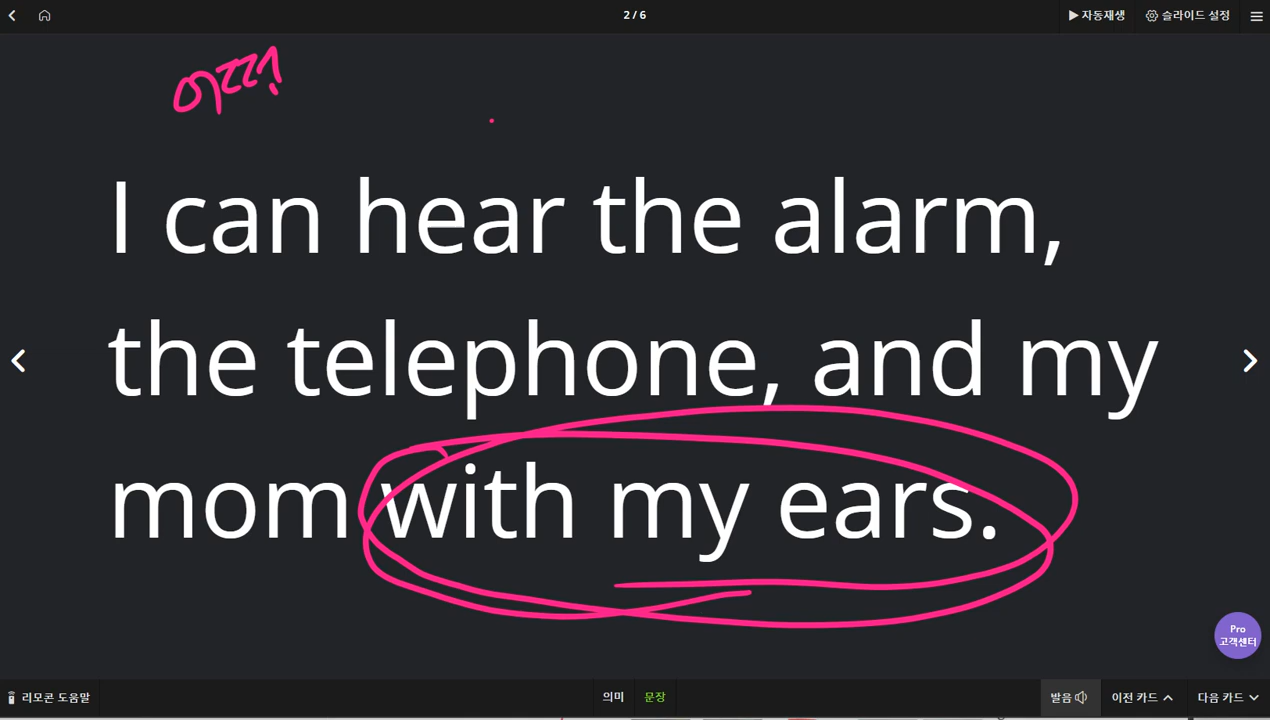 2 / 6
자동재생
슬라이드 설정
I can hear the alarm,
the telephone, and my
mom with my ears.
Pro
고객센터
리모콘 도움말
의미
문장
발음
이전 카드
다음 카드